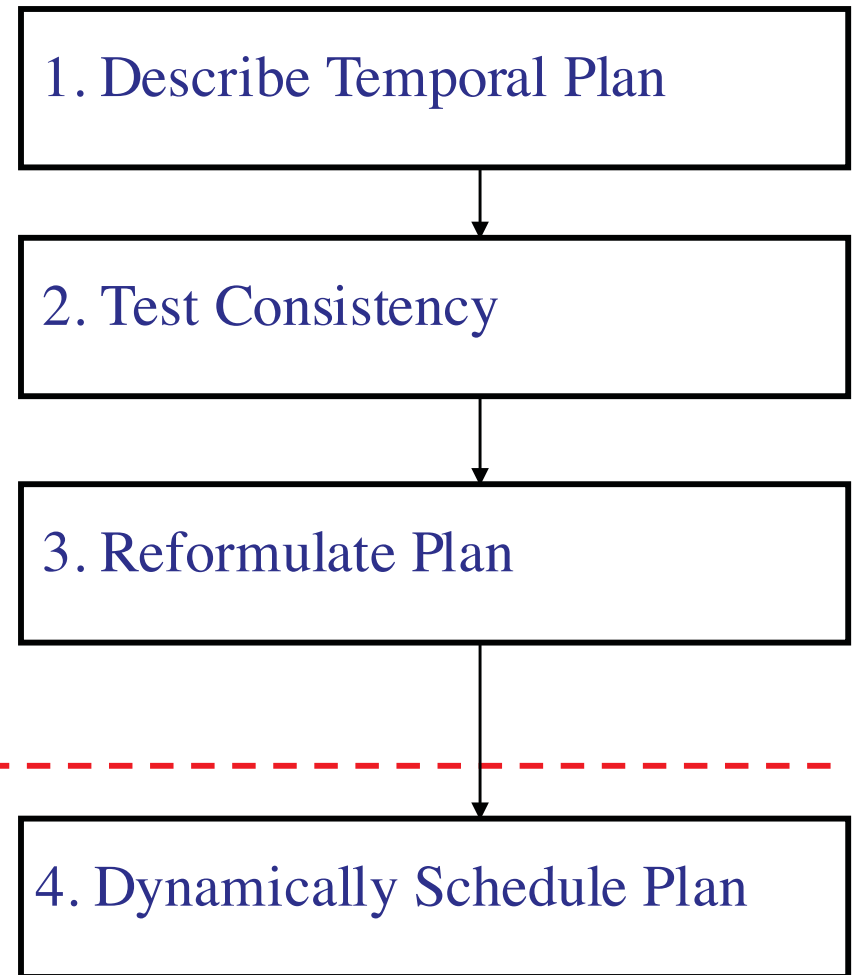 1. Describe Temporal Plan
2. Test Consistency
3. Reformulate Plan
4. Dynamically Schedule Plan